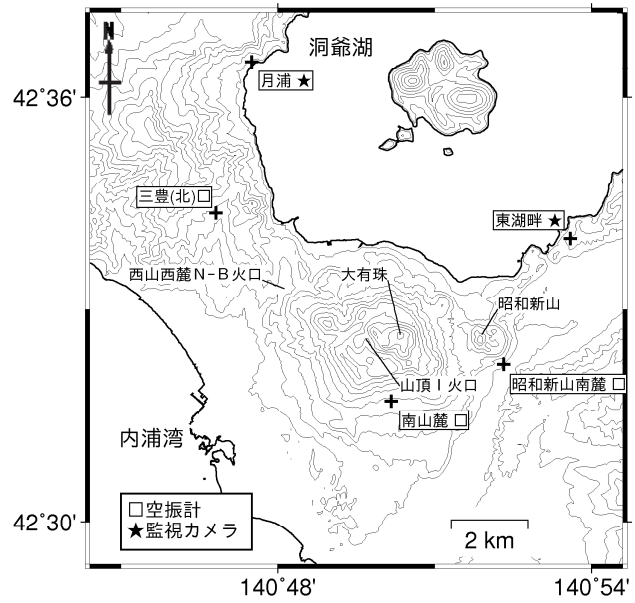 N
洞爺湖
月浦 ★
42°36'
三豊(北)□
東湖畔 ★
西山西麓N-B火口
大有珠
昭和新山
山頂I火口
昭和新山南麓 □
南山麓 □
内浦湾
□空振計
★監視カメラ
42°30'
2 km
140°48'
140°54'